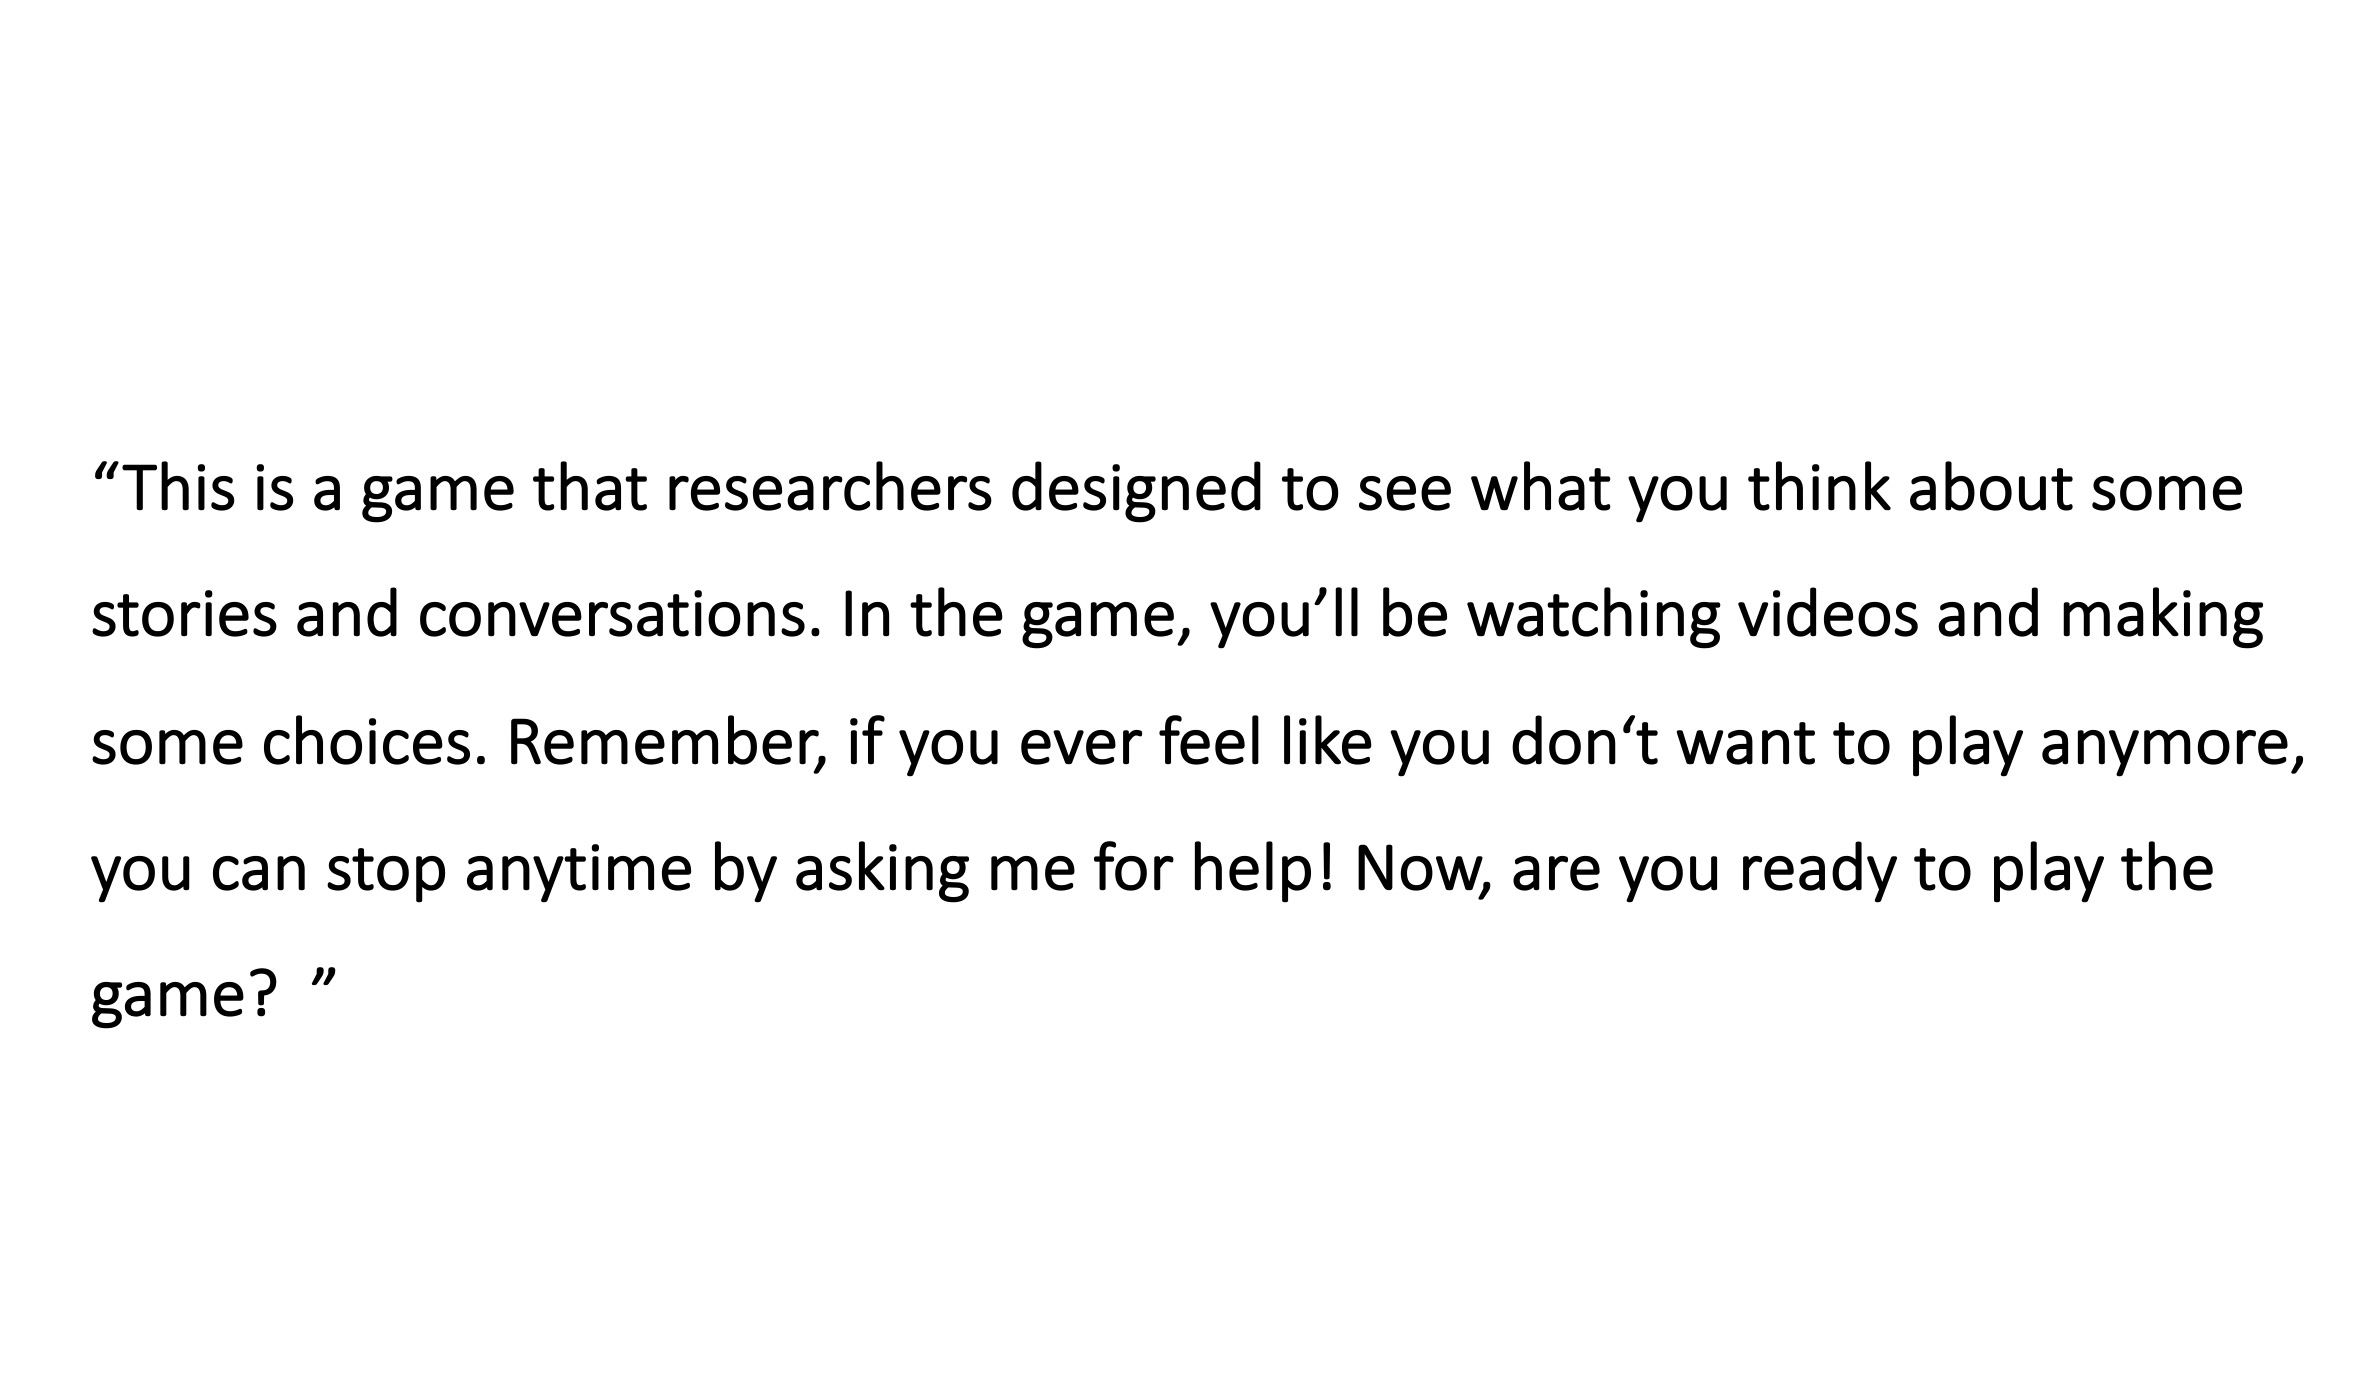 “This is a game that researchers designed to see what you think about some
stories and conversations. In the game, you’ll be watching videos and making
some choices. Remember, if you ever feel like you don‘t want to play anymore,
you can stop anytime by asking me for help! Now, are you ready to play the
game?  ”